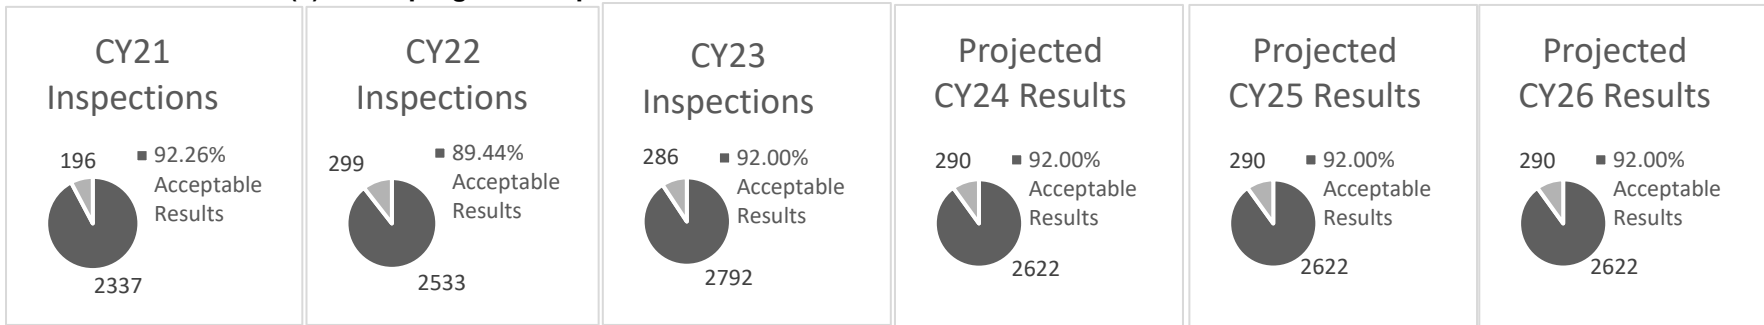 CY21
Inspections
196
92.26%
Acceptable
Results
2337
CY22
Inspections
299
89.44%
Acceptable
Results
2533
CY23
Inspections
286
92.00%
Acceptable
Results
2792
Projected
CY24 Results
290
92.00%
Acceptable
Results
2622
Projected
CY25 Results
290
92.00%
Acceptable
Results
2622
Projected
CY26 Results
290
92.00%
Acceptable
Results
2622